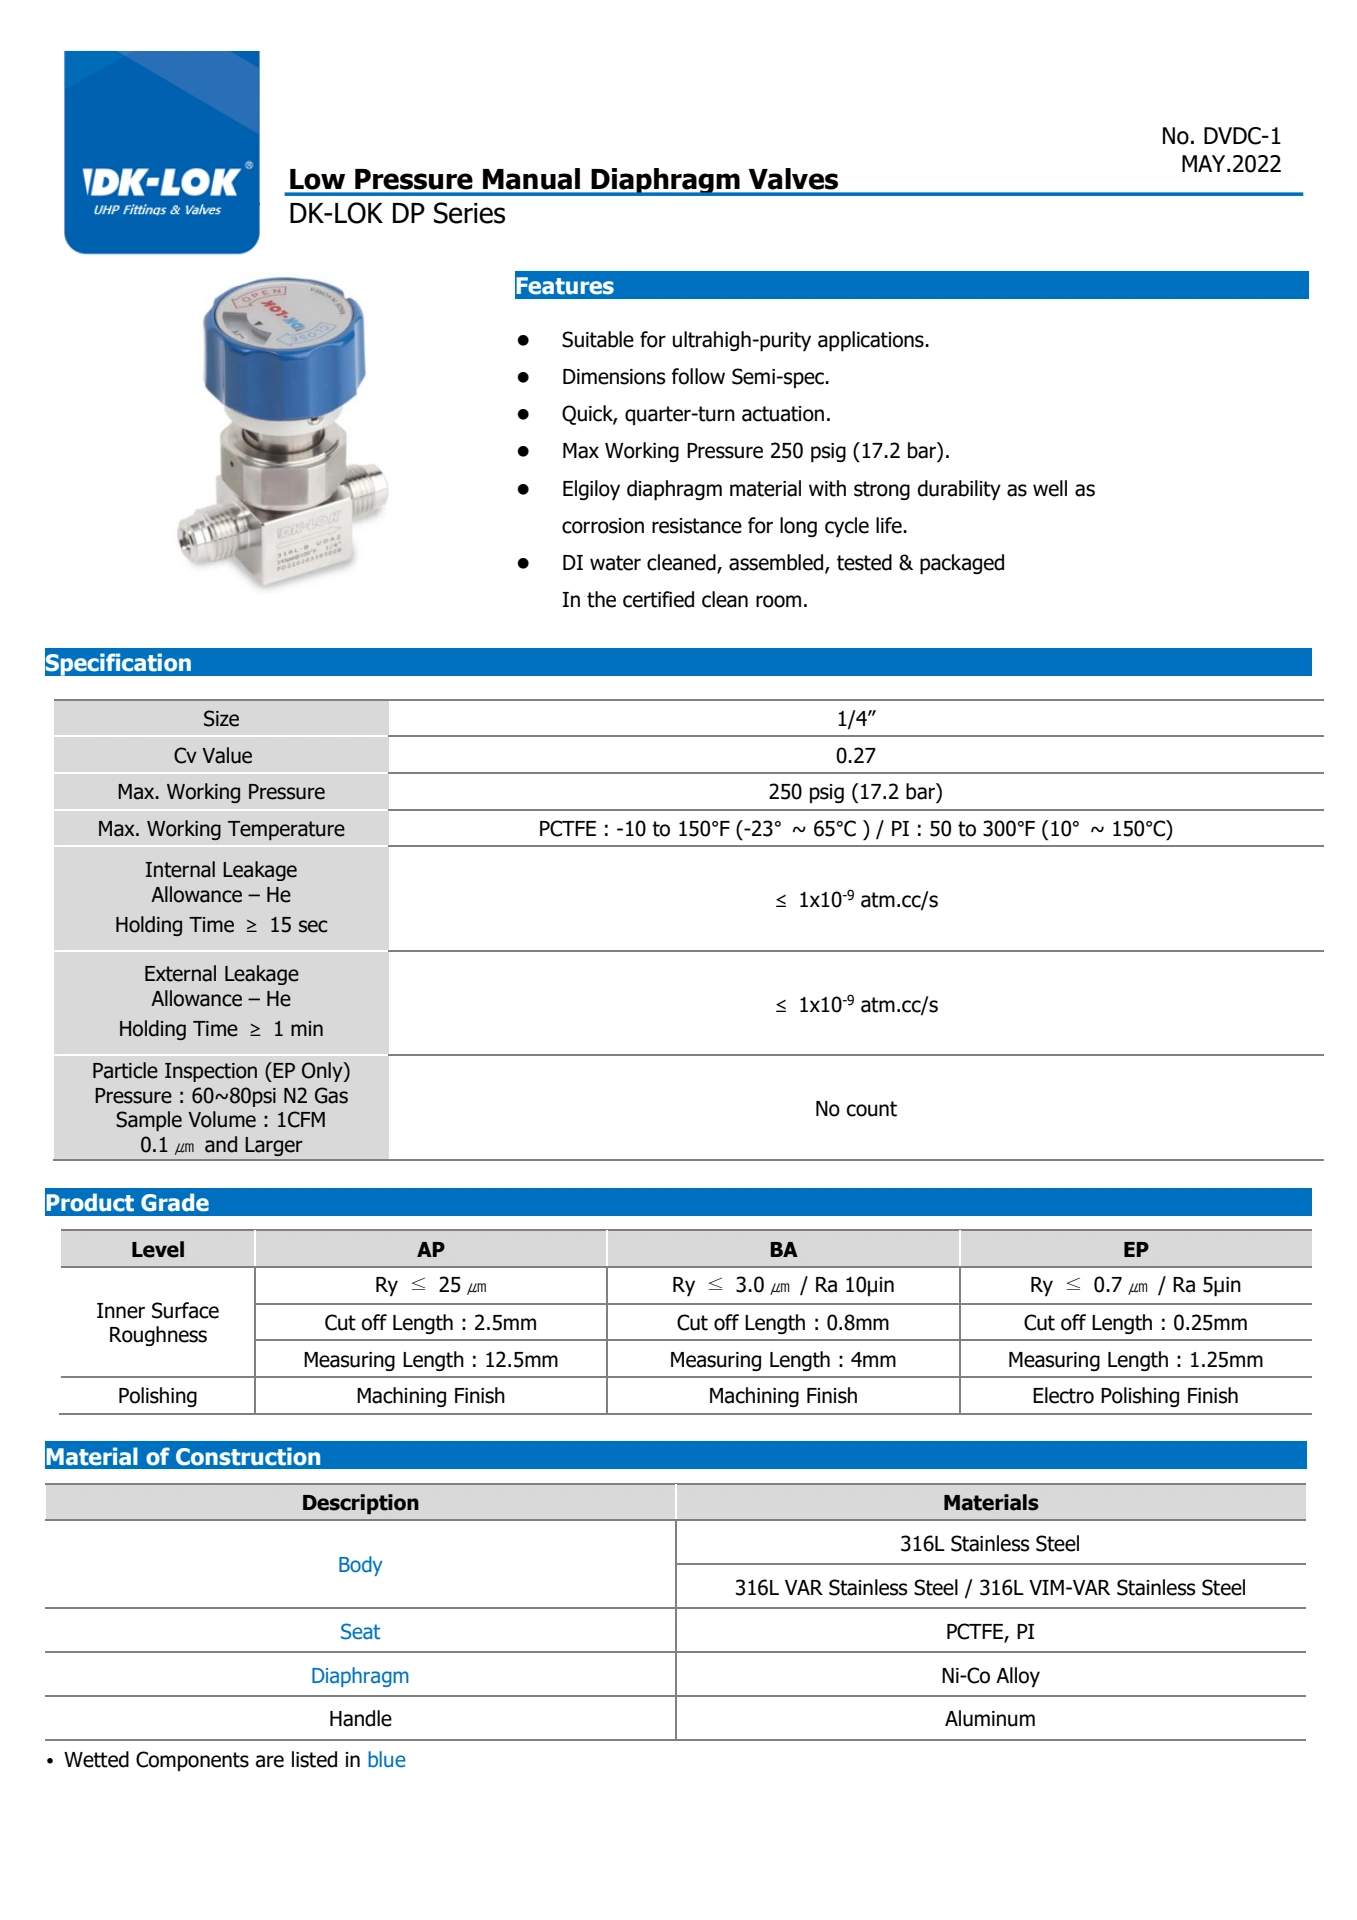 DK-LOK®
UHP Fittings & Valves
No. DVDC-1
MAY.2022
Low Pressure Manual Diaphragm Valves
DK-LOK DP Series
OPEN
DK-LOK
CLOSE
DK-LOK
316L-B UDAZ
1/4"
Features
● Suitable for ultrahigh-purity applications.
● Dimensions follow Semi-spec.
● Quick, quarter-turn actuation.
● Max Working Pressure 250 psig (17.2 bar).
● Elgiloy diaphragm material with strong durability as well as
corrosion resistance for long cycle life.
● DI water cleaned, assembled, tested & packaged
In the certified clean room.
Specification
Size 1/4”
Cv Value 0.27
Max. Working Pressure 250 psig (17.2 bar)
Max. Working Temperature PCTFE : -10 to 150°F (-23° ~ 65°C ) / PI : 50 to 300°F (10° ~ 150°C)
Internal Leakage
Allowance – He
Holding Time ≥ 15 sec
≤ 1x10-9 atm.cc/s
External Leakage
Allowance – He
Holding Time ≥ 1 min
≤ 1x10-9 atm.cc/s
Particle Inspection (EP Only)
Pressure : 60~80psi N2 Gas
Sample Volume : 1CFM
0.1 ㎛ and Larger
No count
Product Grade
Level AP BA EP
Inner Surface
Roughness
Ry ≤ 25 ㎛ Ry ≤ 3.0 ㎛ / Ra 10µin Ry ≤ 0.7 ㎛ / Ra 5µin
Cut off Length : 2.5mm Cut off Length : 0.8mm Cut off Length : 0.25mm
Measuring Length : 12.5mm Measuring Length : 4mm Measuring Length : 1.25mm
Polishing Machining Finish Machining Finish Electro Polishing Finish
Material of Construction
Description Materials
Body
316L Stainless Steel
316L VAR Stainless Steel / 316L VIM-VAR Stainless Steel
Seat PCTFE, PI
Diaphragm Ni-Co Alloy
Handle Aluminum
• Wetted Components are listed in blue